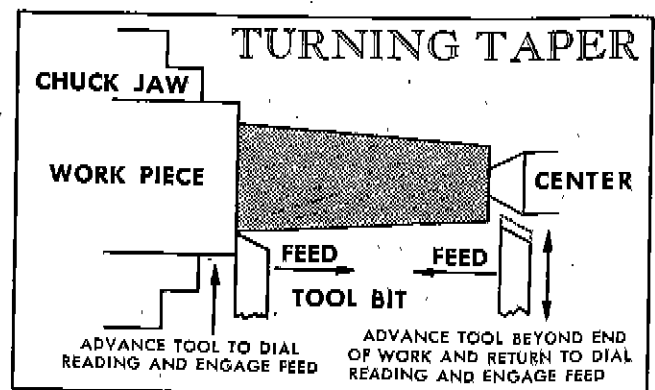 TURNING TAPER
CHUCK JAW
WORK PIECE
CENTER
FEED
FEED
TOOL BIT
ADVANCE TOOL TO DIAL
READING AND ENGAGE FEED
ADVANCE TOOL BEYOND END
OF WORK AND RETURN TO DIAL
READING AND ENGAGE FEED